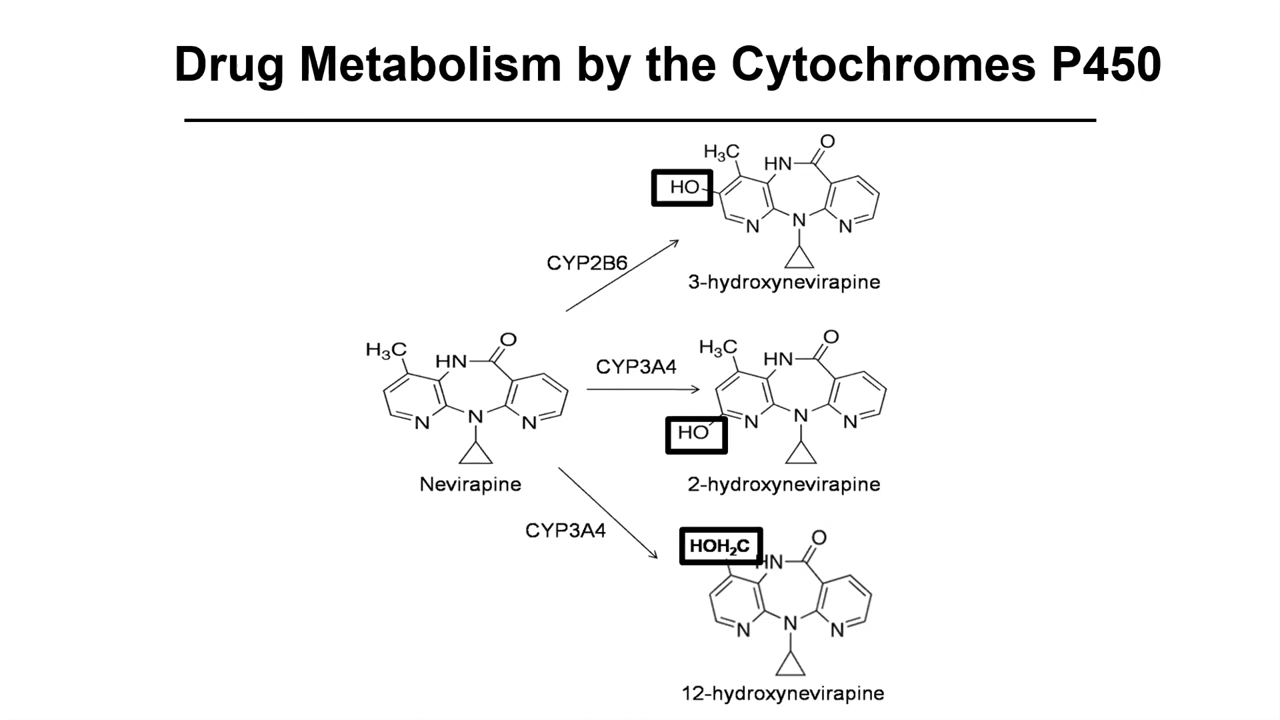 Drug Metabolism by the Cytochromes P450
H₃C
HN
O
HO
N
N
N
CYP2B6
3-hydroxynevirapine
H₃C
HN
O
N
N
N
Nevirapine
CYP3A4
H₃C
HN
O
HO
N
N
N
2-hydroxynevirapine
CYP3A4
HOH₂C
HN
O
N
N
N
12-hydroxynevirapine